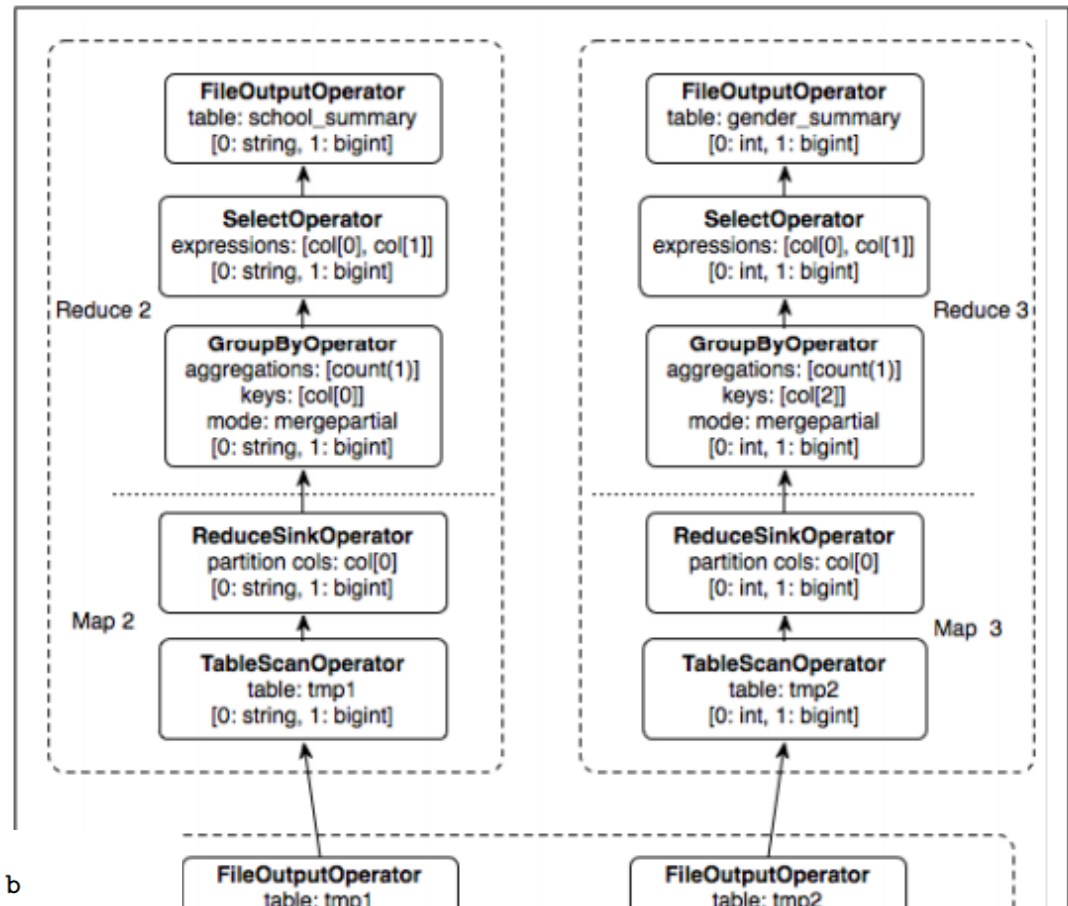 FileOutputOperator
table: school_summary
[0: string, 1: bigint]
SelectOperator
expressions: [col[0], col[1]]
[0: string, 1: bigint]
Reduce 2
GroupByOperator
aggregations: [count(1)]
keys: [col[0]]
mode: mergepartial
[0: string, 1: bigint]
ReduceSinkOperator
partition cols: col[0]
[0: string, 1: bigint]
Map 2
TableScanOperator
table: tmp1
[0: string, 1: bigint]
FileOutputOperator
table: gender_summary
[0: int, 1: bigint]
SelectOperator
expressions: [col[0], col[1]]
[0: int, 1: bigint]
Reduce 3
GroupByOperator
aggregations: [count(1)]
keys: [col[2]]
mode: mergepartial
[0: int, 1: bigint]
ReduceSinkOperator
partition cols: col[0]
[0: int, 1: bigint]
Map 3
TableScanOperator
table: tmp2
[0: int, 1: bigint]
b
FileOutputOperator
table: tmp1
FileOutputOperator
table: tmp2